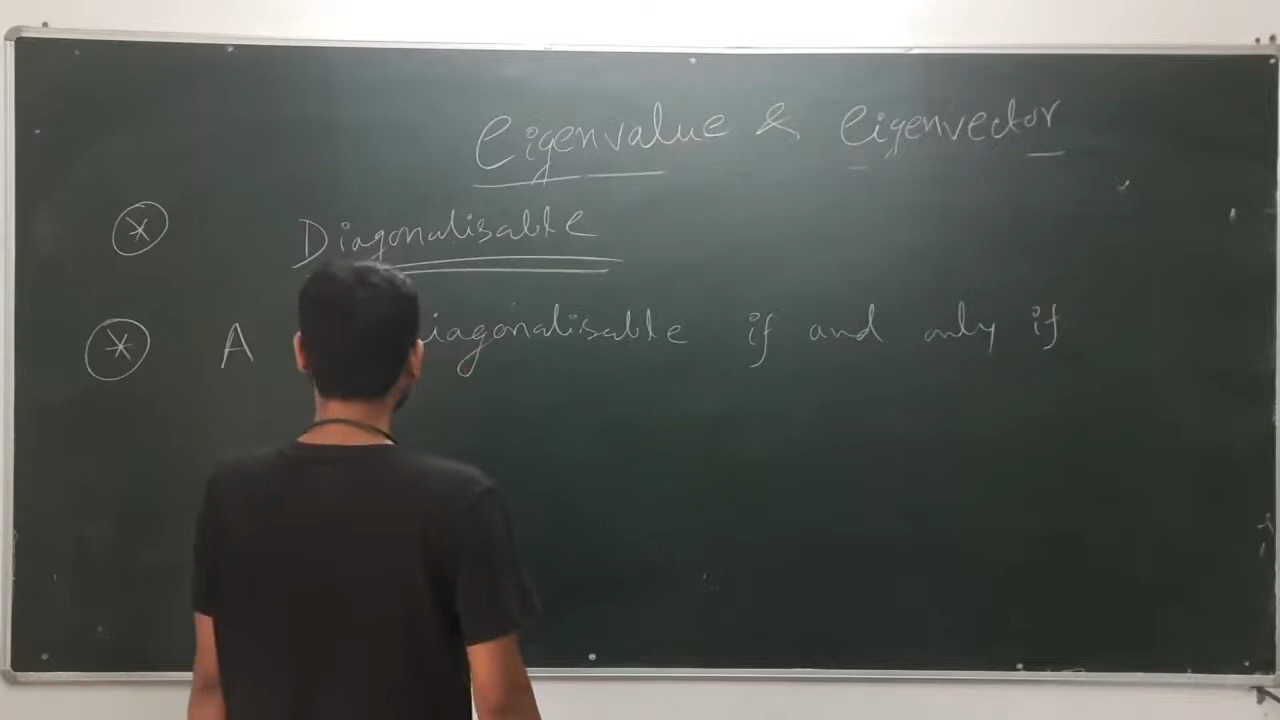 Eigenvalue & Eigenvector
* Diagonalisable
* A iagonalisable if and only if